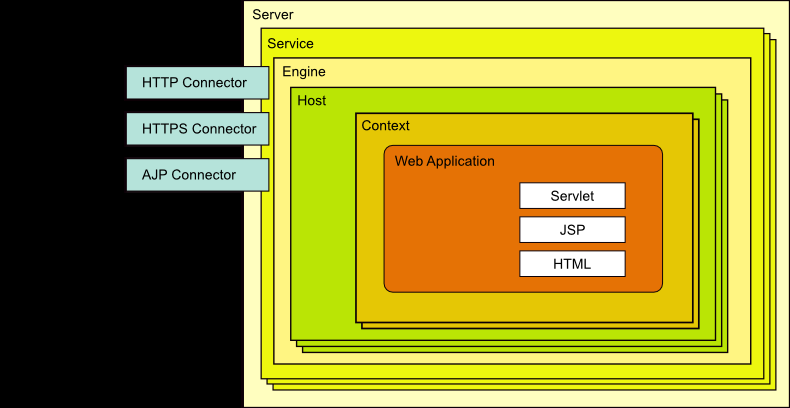 Server
Service
Engine
HTTP Connector
Host
HTTPS Connector
Context
Web Application
AJP Connector
Servlet
JSP
HTML